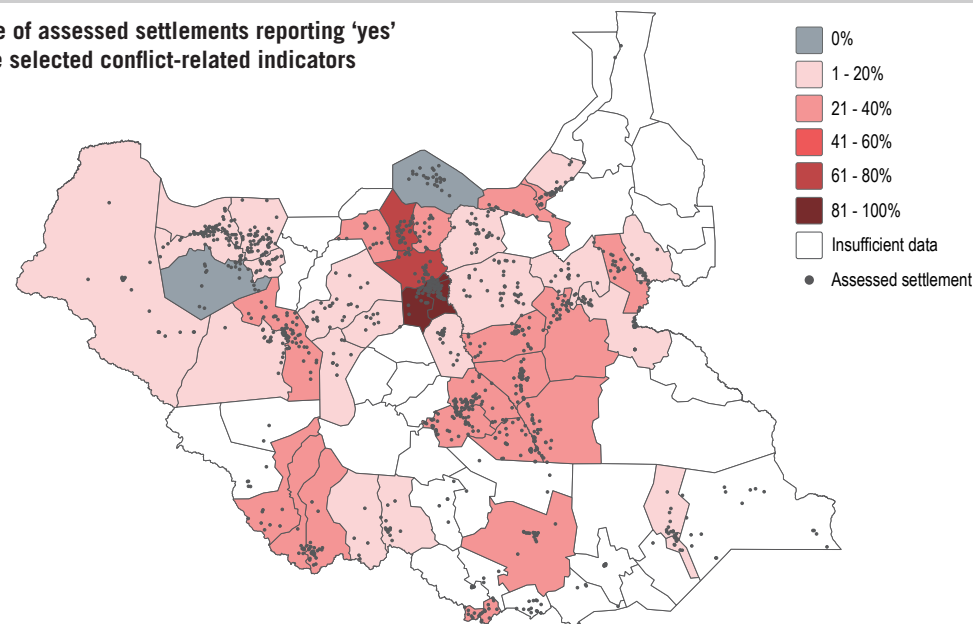 e of assessed settlements reporting ‘yes’
e selected conflict-related indicators
0%
1 - 20%
21 - 40%
41 - 60%
61 - 80%
81 - 100%
Insufficient data
Assessed settlement